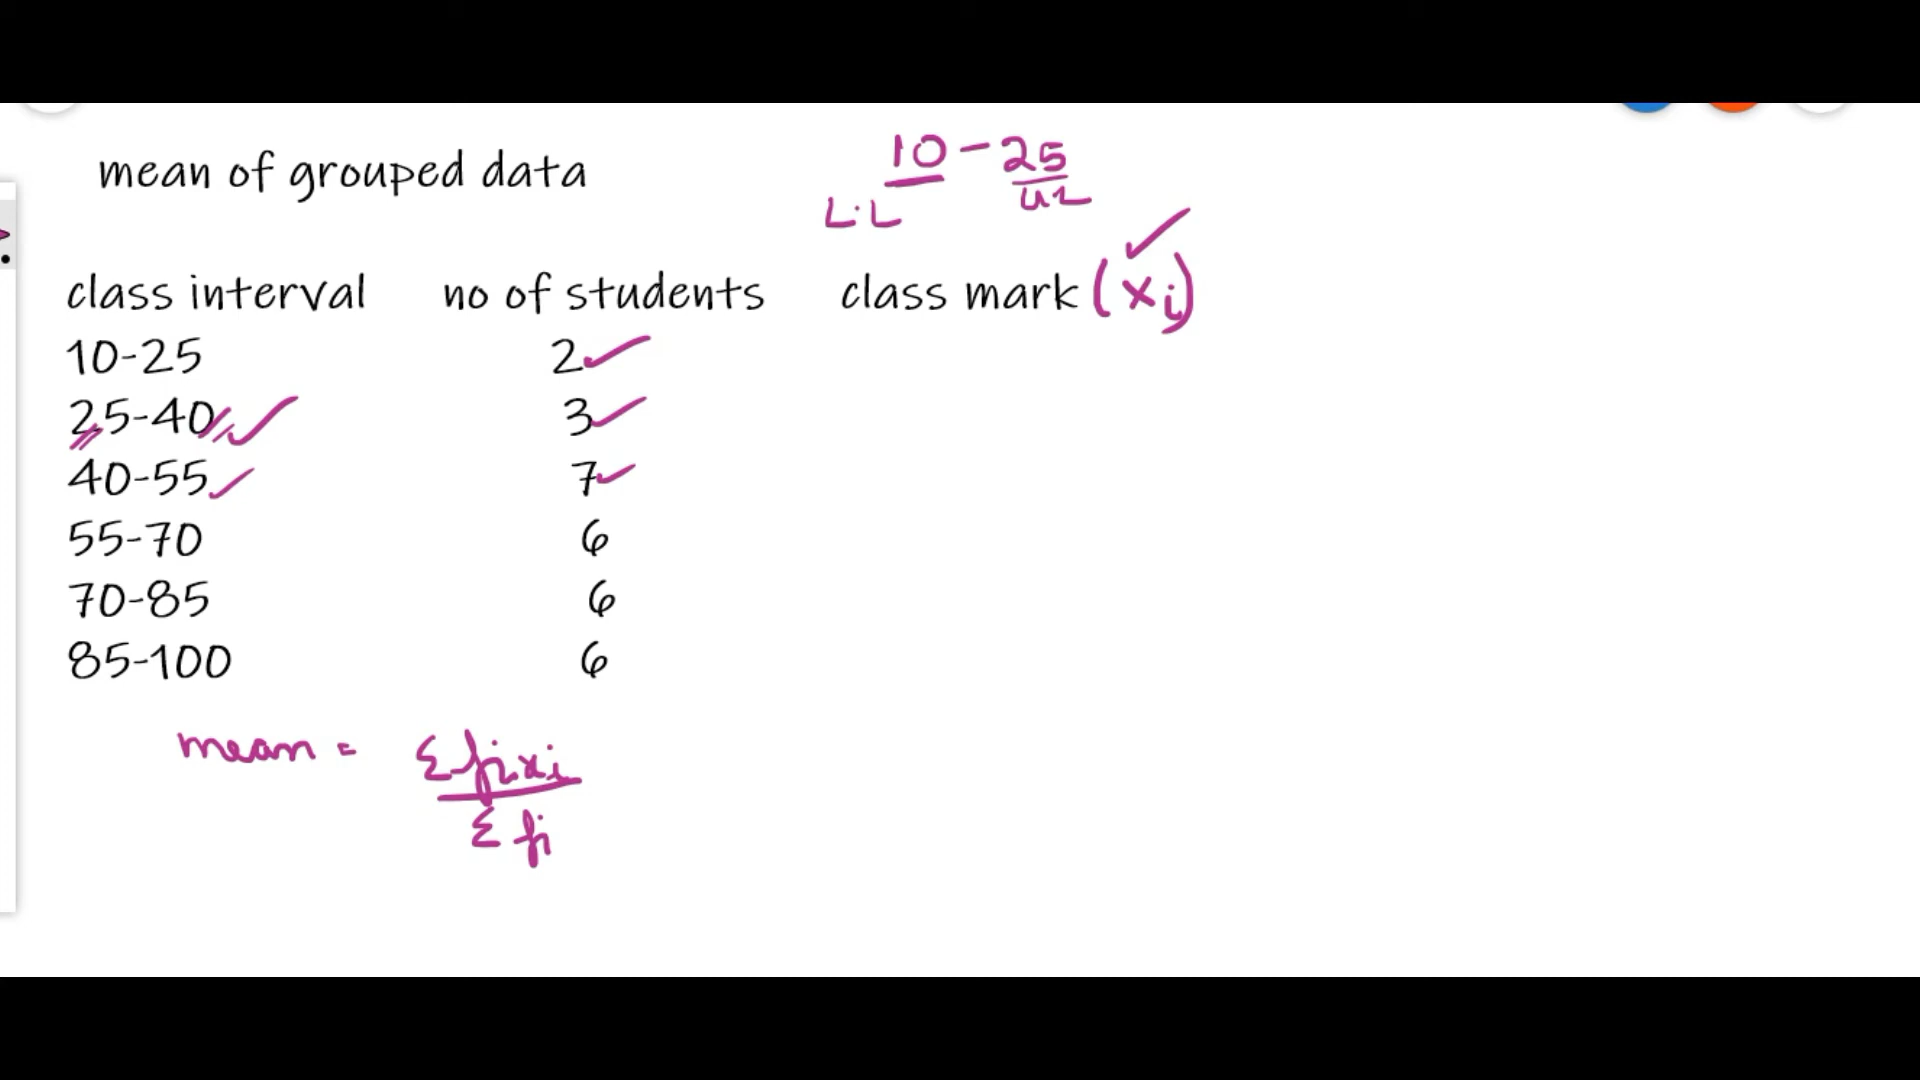 mean of grouped data
10-25
L.L
UL
class interval no of students class mark (xi)
10-25 2
25-40 3
40-55 7
55-70 6
70-85 6
85-100 6
mean = Σfixi
Σfi